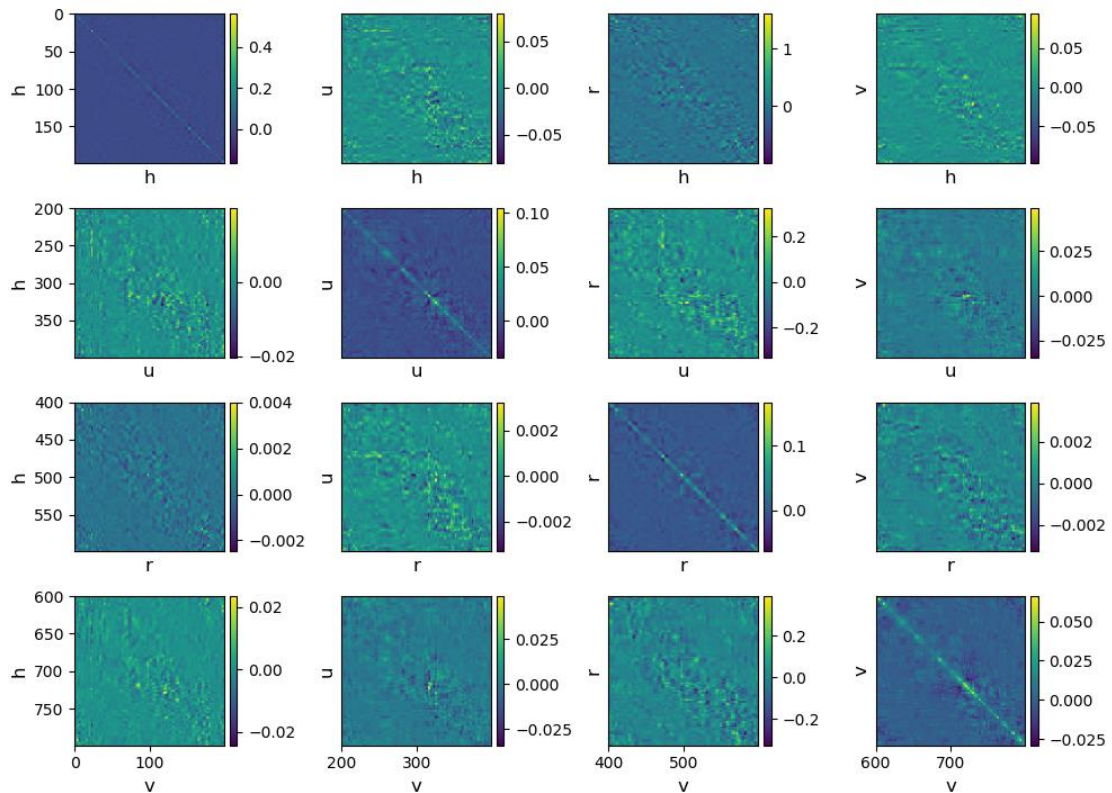 0
50
100
150
h
h
0.4
0.2
0.0
u
h
0.05
0.00
−0.05
r
h
1
0
v
h
0.05
0.00
−0.05
200
250
300
350
h
u
0.00
−0.02
u
u
0.10
0.05
0.00
r
u
0.2
0.0
−0.2
v
u
0.025
0.000
−0.025
400
450
500
550
h
r
0.004
0.002
0.000
−0.002
u
r
0.002
0.000
−0.002
r
r
0.1
0.0
v
r
0.002
0.000
−0.002
600
650
700
750
h
0 100
v
0.02
0.00
−0.02
u
200 300
v
0.025
0.000
−0.025
r
400 500
v
0.2
0.0
−0.2
v
600 700
v
0.050
0.025
0.000
−0.025